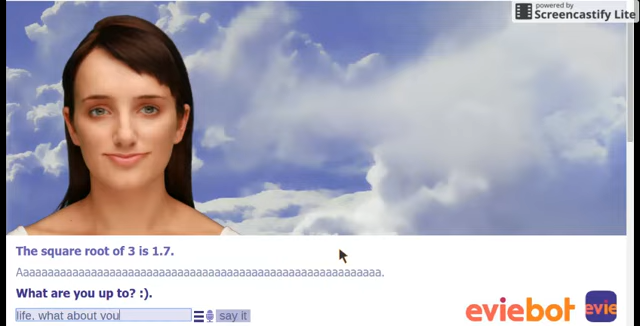 powered by
Screencastify Lite
The square root of 3 is 1.7.
Aaaaaaaaaaaaaaaaaaaaaaaaaaaaaaaaaaaaaaaaaaaaaaaaaaaaaaaaaa.
What are you up to? :).
life. what about you
say it
eviebot evie